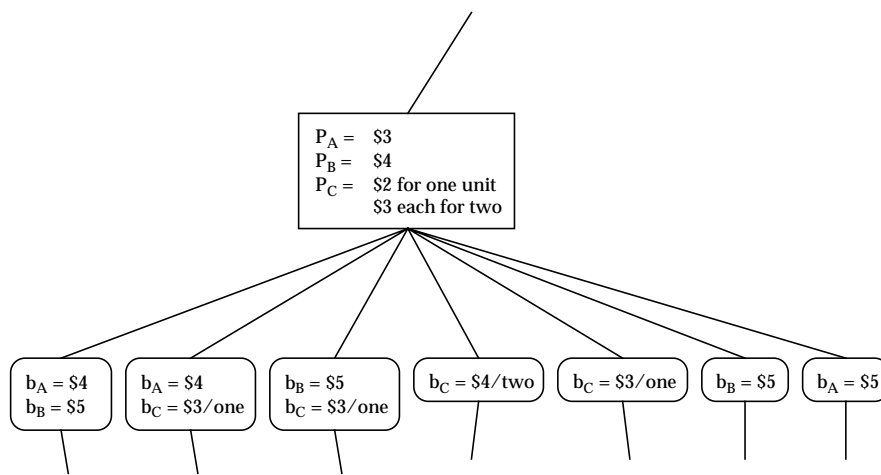 P_A = $3
P_B = $4
P_C = $2 for one unit
$3 each for two
b_A = $4
b_B = $5
b_A = $4
b_C = $3/one
b_B = $5
b_C = $3/one
b_C = $4/two
b_C = $3/one
b_B = $5
b_A = $5